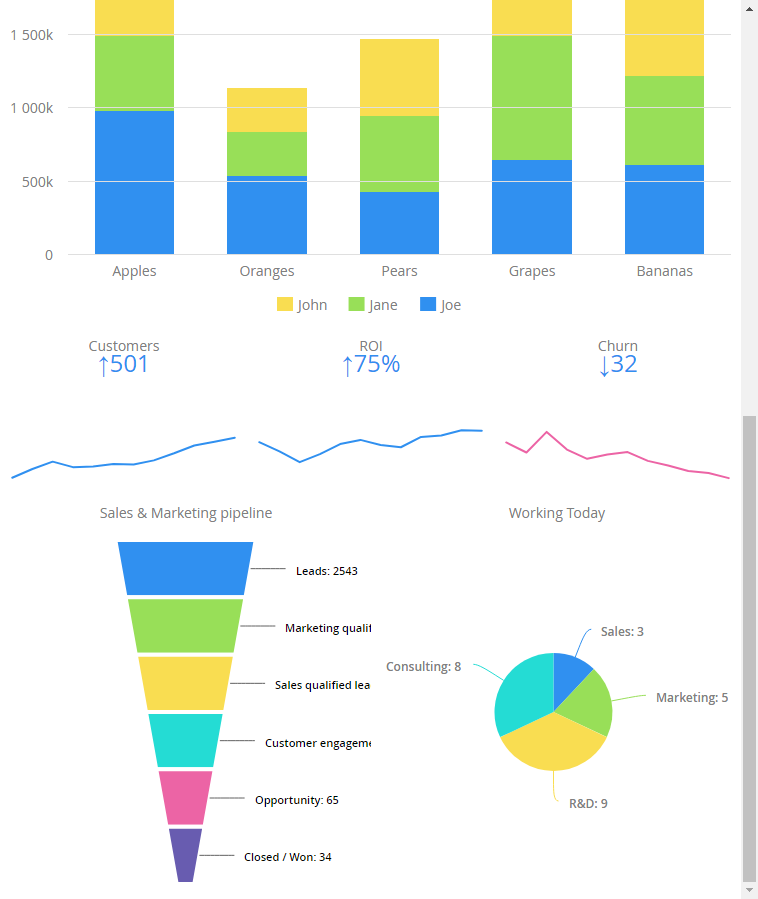 1 500k
1 000k
500k
0
Apples Oranges Pears Grapes Bananas
John Jane Joe
Customers ROI Churn
↑501 ↑75% ↓32
Sales & Marketing pipeline Working Today
Leads: 2543
Marketing qualif
Sales: 3
Consulting: 8
Sales qualified lea
Marketing: 5
Customer engageme
Opportunity: 65
R&D: 9
Closed / Won: 34